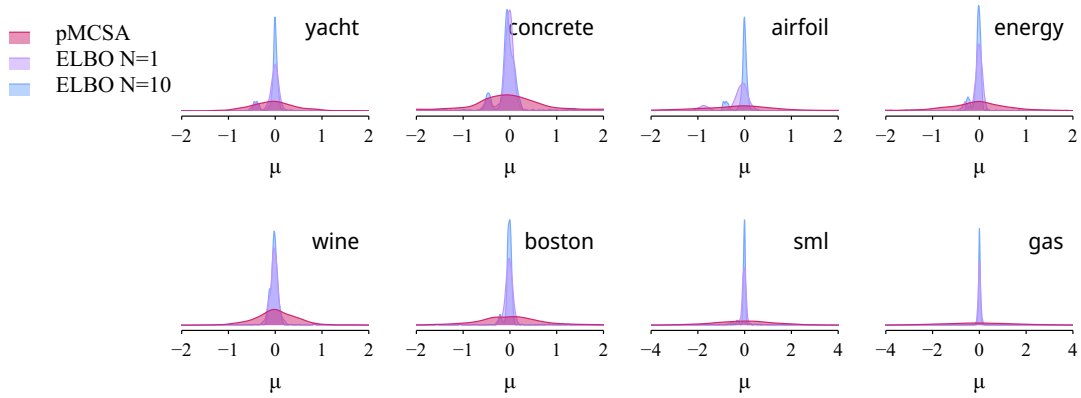 pMCSA
ELBO N=1
ELBO N=10
yacht
−2 −1 0 1 2
μ
concrete
−2 −1 0 1 2
μ
airfoil
−4 −2 0 2 4
μ
energy
−2 −1 0 1 2
μ
wine
−2 −1 0 1 2
μ
boston
−2 −1 0 1 2
μ
sml
−4 −2 0 2 4
μ
gas
−4 −2 0 2 4
μ